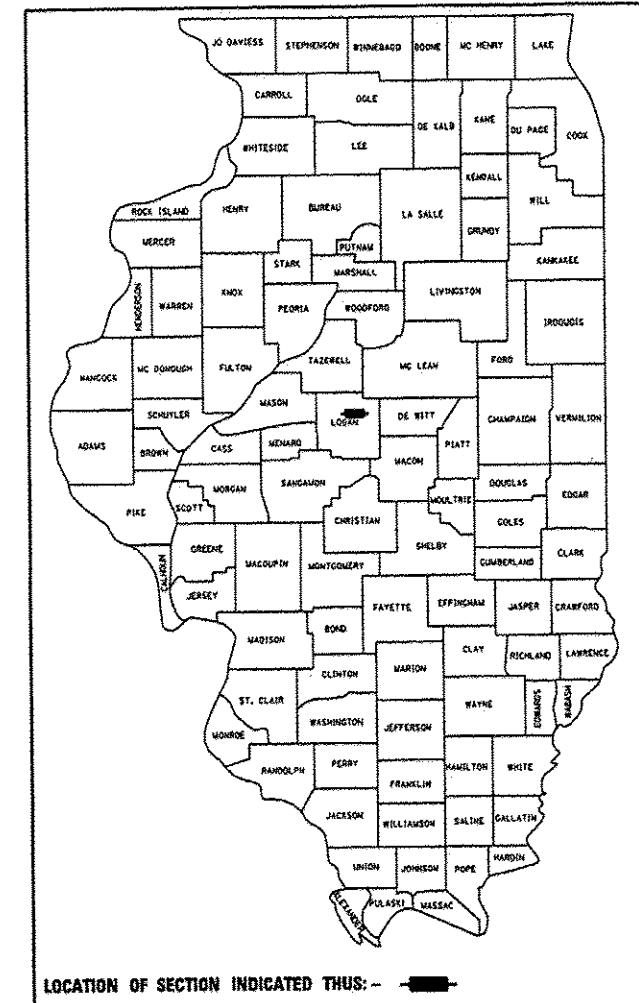 JO DAVIESS STEPHENSON WINNEBAGO BOONE MC HENRY LAKE
CARROLL OGLE DE KALB KANE DU PAGE COOK
WHITESIDE LEE KENDALL WILL
ROCK ISLAND HENRY BUREAU LA SALLE GRUNDY
MERCER PUTNAM KANKAKEE
STARK MARSHALL
HENDERSON WARREN KNOX PEORIA WOODFORD LIVINGSTON IROQUOIS
HANCOCK MC DONOUGH FULTON TAZEWELL MC LEAN FORD
SCHUYLER MASON LOGAN DE WITT CHAMPAIGN VERMILION
ADAMS BROWN CASS MENARD MACON PIATT
PIKE SCOTT MORGAN SANGAMON MOULTRIE DOUGLAS EDGAR
CHRISTIAN COLES
CALHOUN GREENE MACOUPIN MONTGOMERY SHELBY CUMBERLAND CLARK
JERSEY FAYETTE EFFINGHAM JASPER CRAWFORD
MADISON BOND
CLAY RICHLAND LAWRENCE
CLINTON MARION
ST. CLAIR WAYNE EDWARDS WABASH
WASHINGTON JEFFERSON
MONROE
RANDOLPH PERRY HAMILTON WHITE
FRANKLIN
JACKSON WILLIAMSON SALINE GALLATIN
UNION JOHNSON POPE HARDIN
ALEXANDER PULASKI MASSAC
LOCATION OF SECTION INDICATED THUS: -